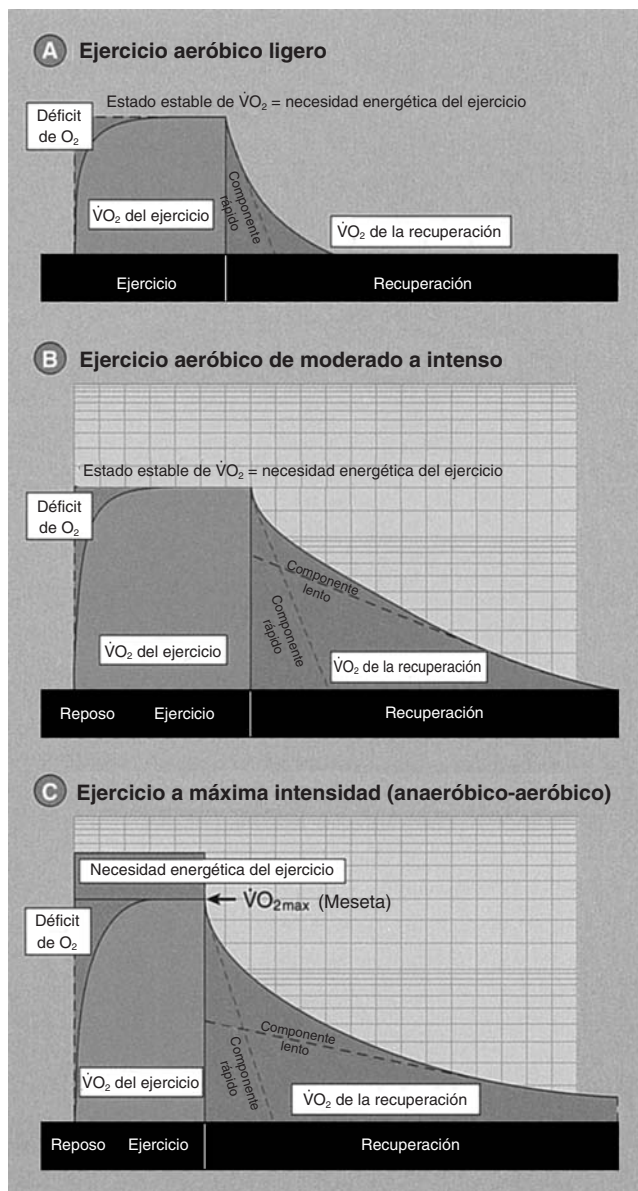 A Ejercicio aeróbico ligero
Estado estable de V̇O₂ = necesidad energética del ejercicio
Déficit
de O₂
V̇O₂ del ejercicio
Componente
rápido
V̇O₂ de la recuperación
Ejercicio
Recuperación
B Ejercicio aeróbico de moderado a intenso
Estado estable de V̇O₂ = necesidad energética del ejercicio
Déficit
de O₂
Componente
lento
Componente
rápido
V̇O₂ del ejercicio
V̇O₂ de la recuperación
Reposo
Ejercicio
Recuperación
C Ejercicio a máxima intensidad (anaeróbico-aeróbico)
Necesidad energética del ejercicio
V̇O₂max (Meseta)
Déficit
de O₂
Componente
lento
Componente
rápido
V̇O₂ del ejercicio
V̇O₂ de la recuperación
Reposo
Ejercicio
Recuperación